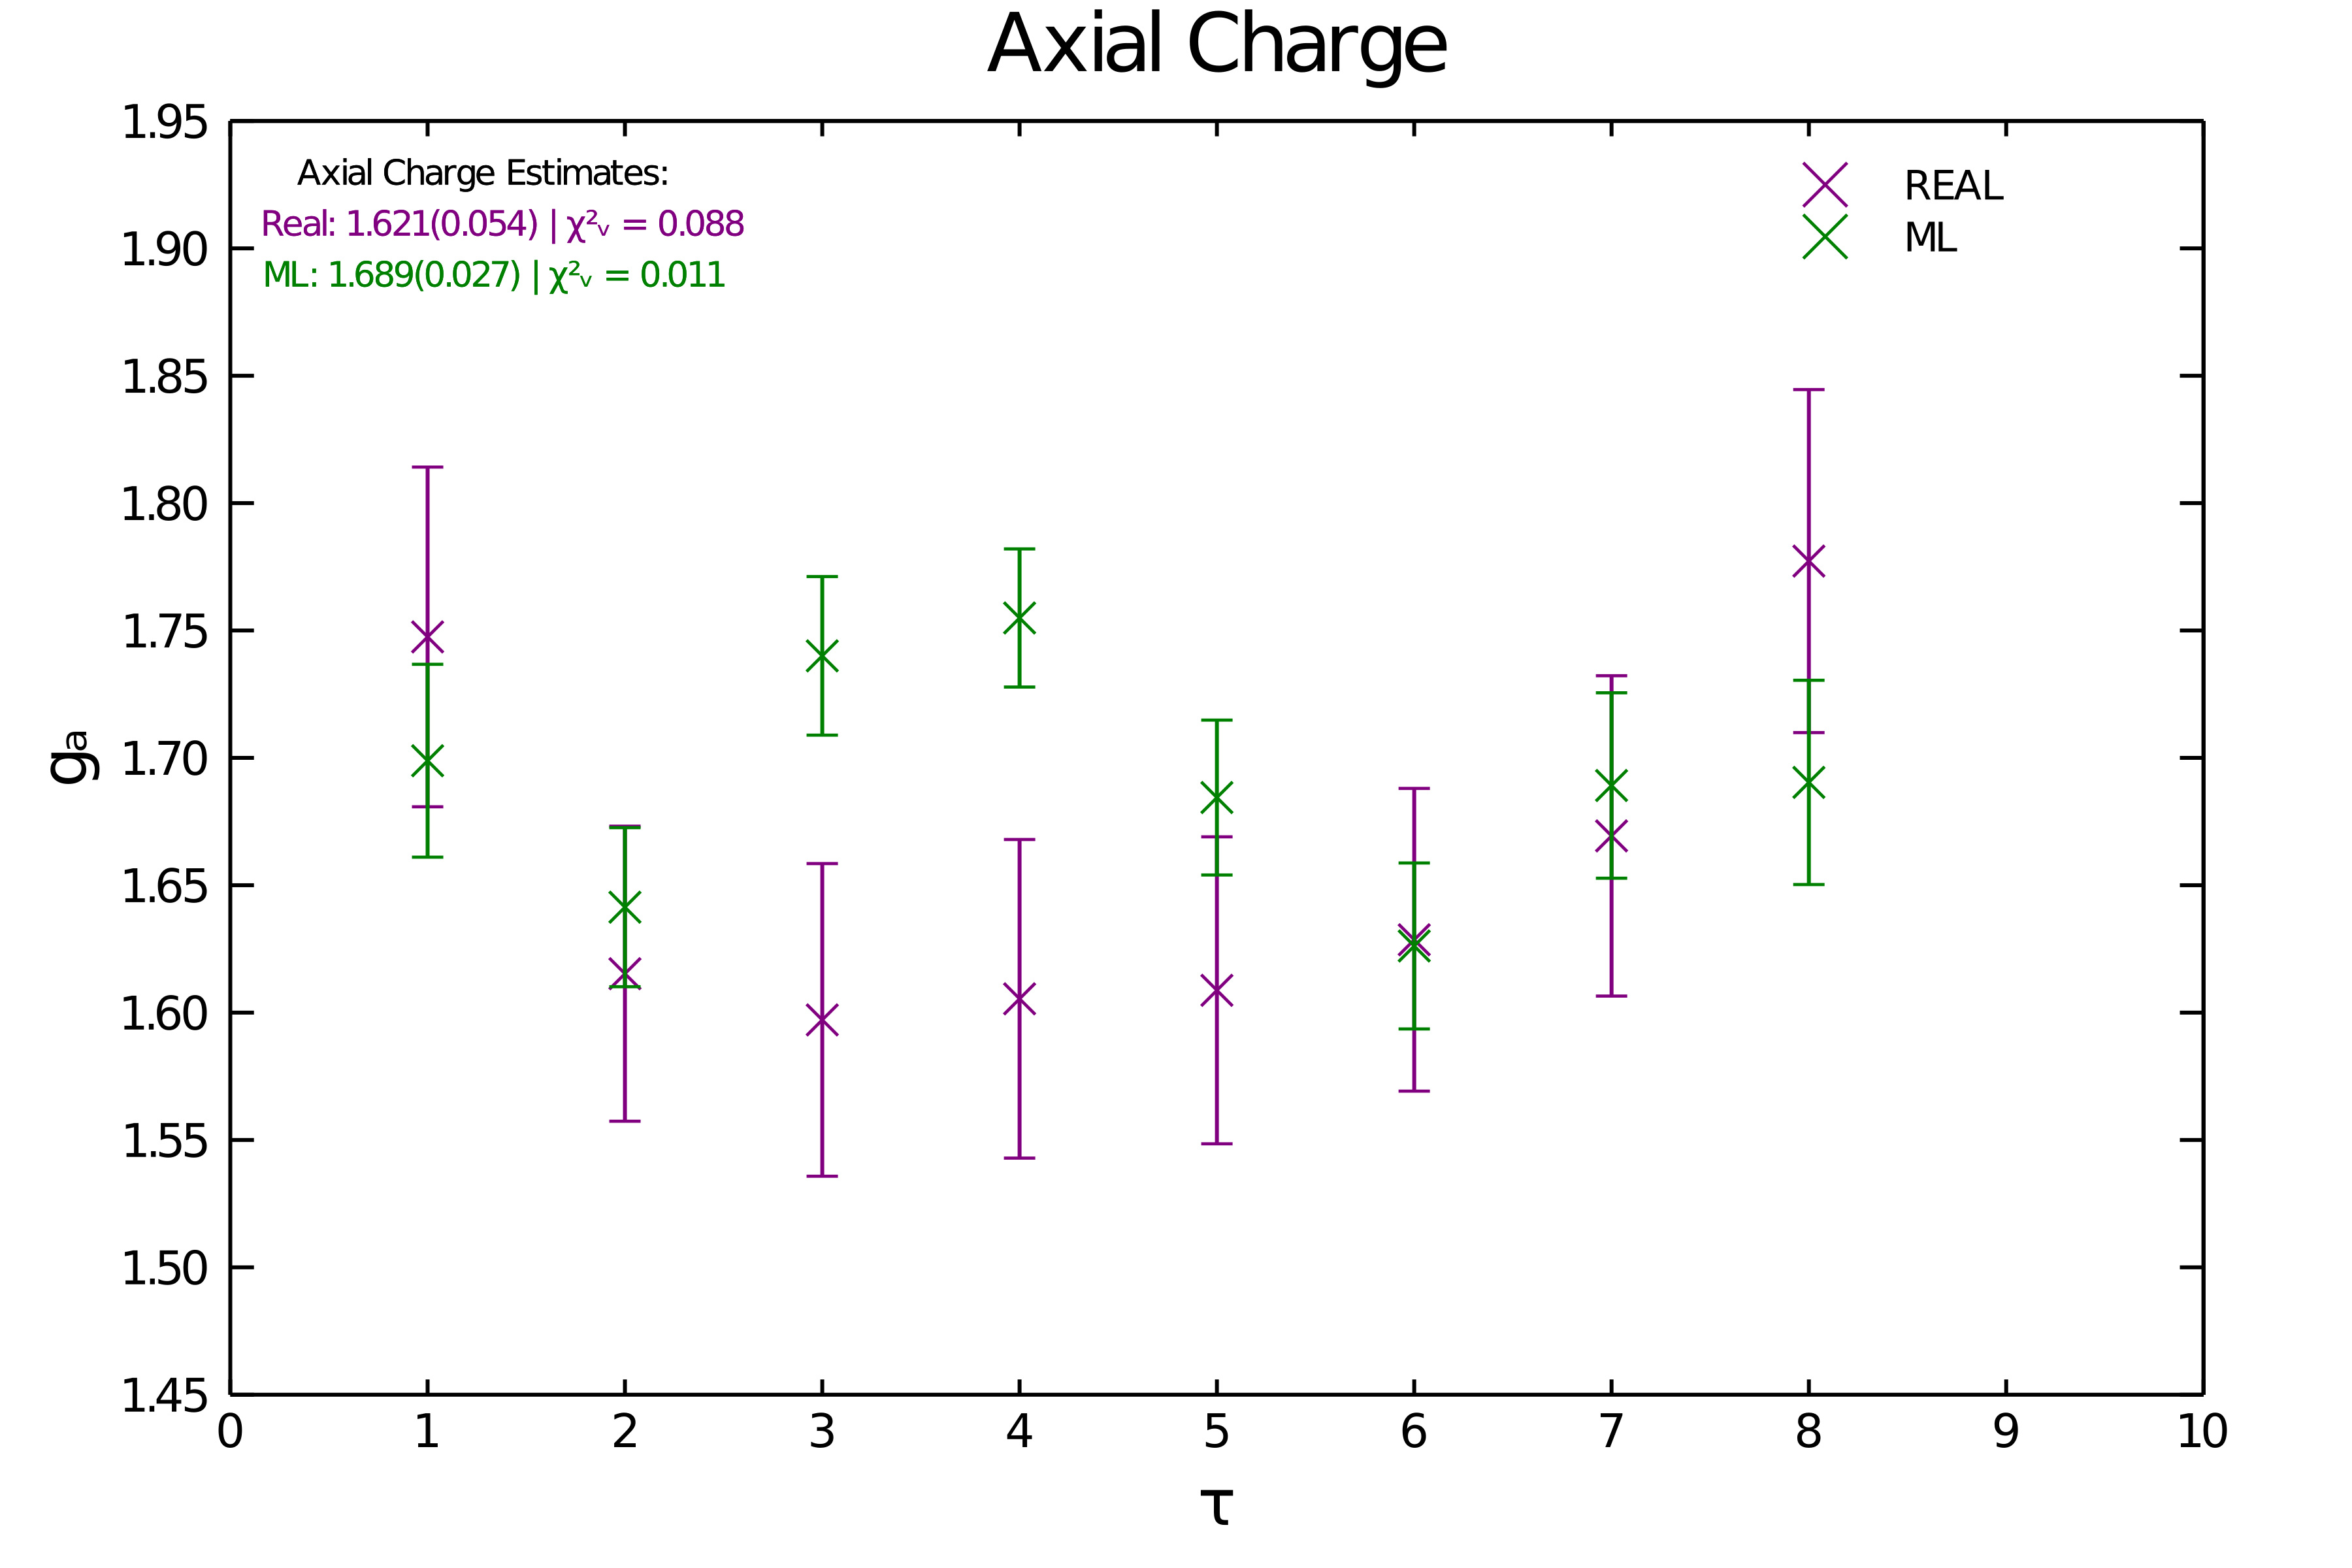 Axial Charge
1.95
Axial Charge Estimates:
Real: 1.621(0.054) | χ²ᵥ = 0.088
ML: 1.689(0.027) | χ²ᵥ = 0.011
REAL
ML
1.90
1.85
1.80
1.75
1.70
1.65
1.60
1.55
1.50
1.45
gₐ
0 1 2 3 4 5 6 7 8 9 10
τ